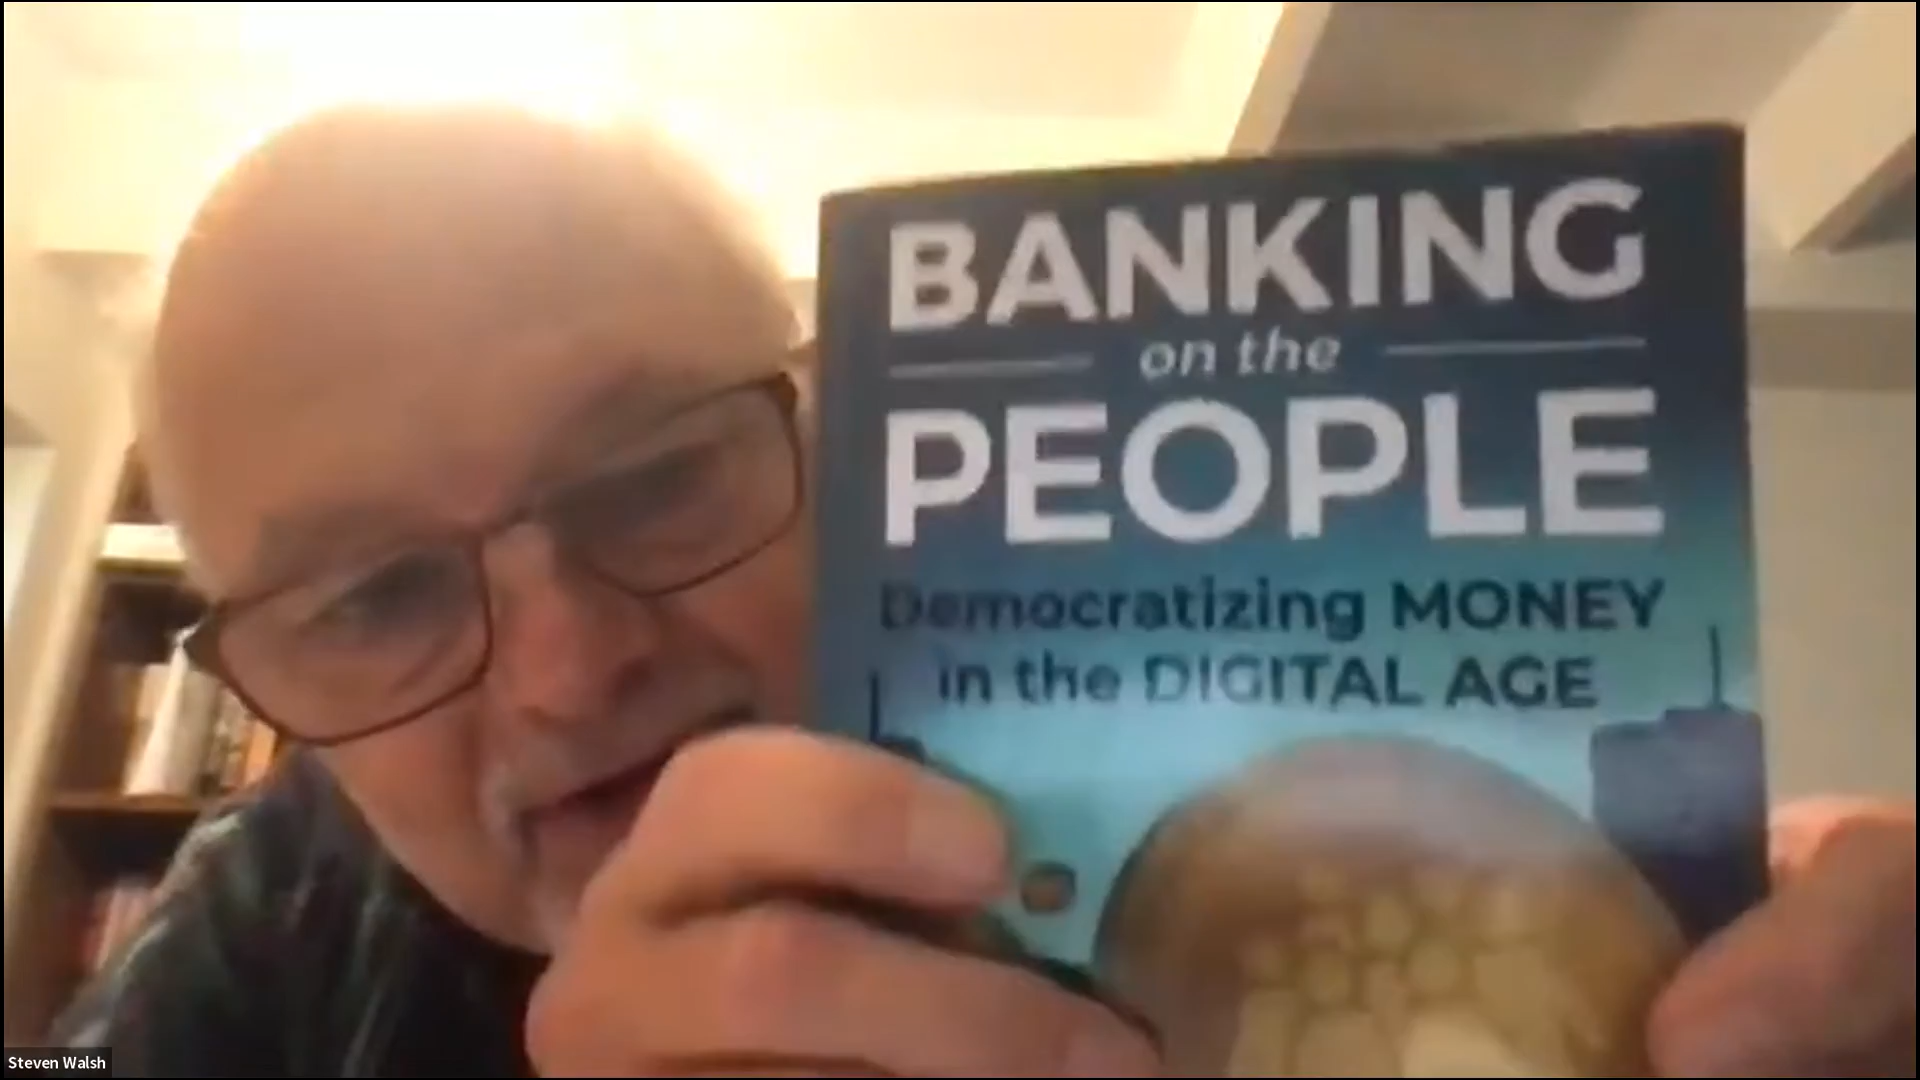 BANKING
on the
PEOPLE
Democratizing MONEY
in the DIGITAL AGE
Steven Walsh